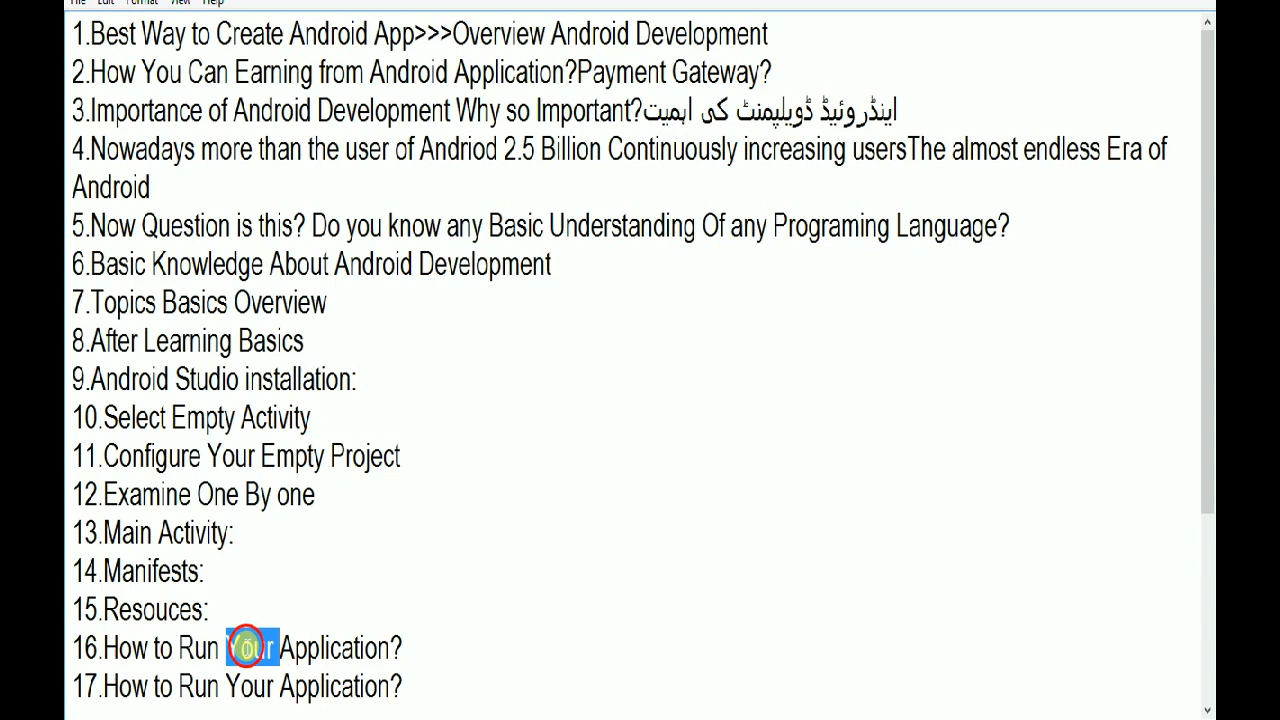 File Edit Format View Help
1.Best Way to Create Android App>>>Overview Android Development
2.How You Can Earning from Android Application?Payment Gateway?
3.Importance of Android Development Why so Important?اینڈروئیڈ ڈویلپمنٹ کی اہمیت
4.Nowadays more than the user of Andriod 2.5 Billion Continuously increasing usersThe almost endless Era of
Android
5.Now Question is this? Do you know any Basic Understanding Of any Programing Language?
6.Basic Knowledge About Android Development
7.Topics Basics Overview
8.After Learning Basics
9.Android Studio installation:
10.Select Empty Activity
11.Configure Your Empty Project
12.Examine One By one
13.Main Activity:
14.Manifests:
15.Resouces:
16.How to Run Your Application?
17.How to Run Your Application?